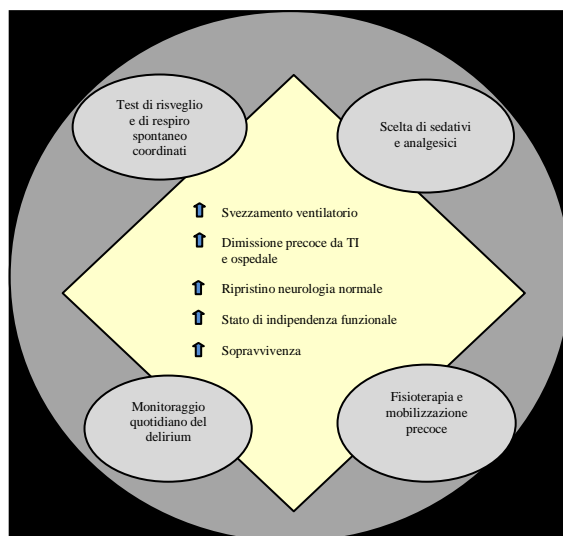 Test di risveglio
e di respiro
spontaneo
coordinati
Scelta di sedativi
e analgesici
Svezzamento ventilatorio
Dimissione precoce da TI
e ospedale
Ripristino neurologia normale
Stato di indipendenza funzionale
Sopravvivenza
Monitoraggio
quotidiano del
delirium
Fisioterapia e
mobilizzazione
precoce